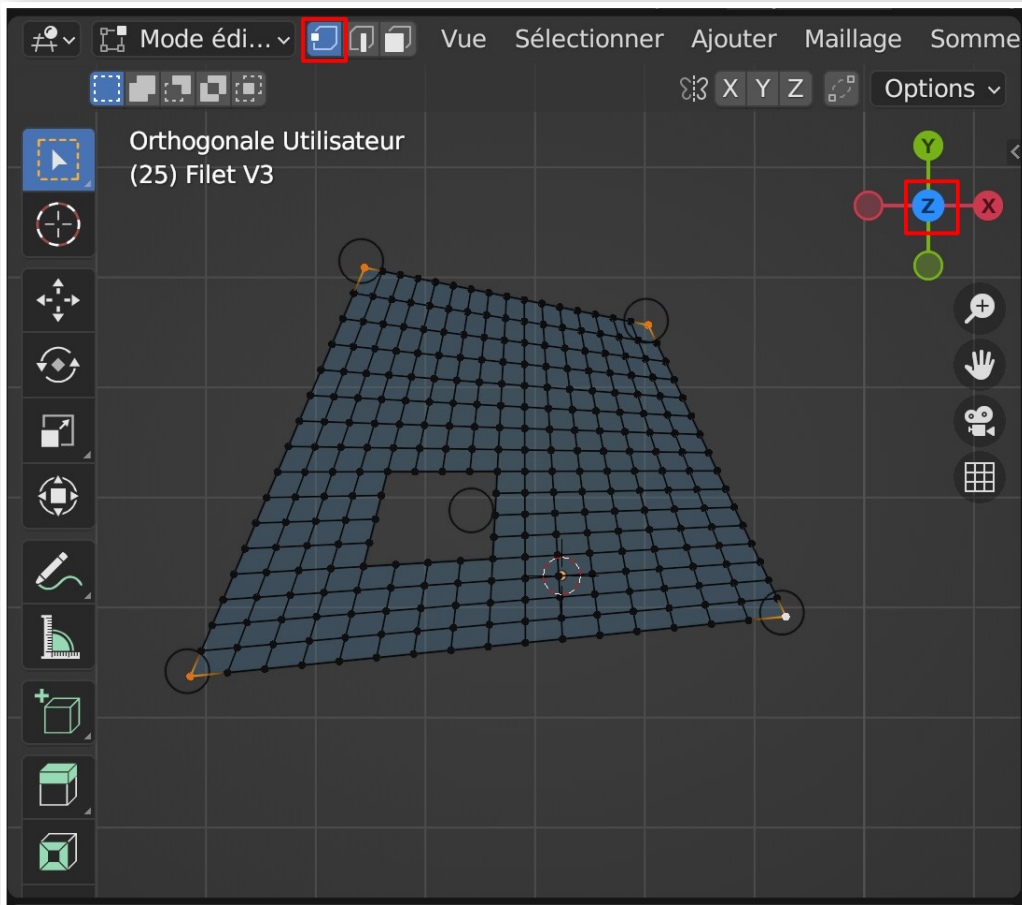 Mode édi... Vue Sélectionner Ajouter Maillage Somme
X Y Z Options
Orthogonale Utilisateur
(25) Filet V3
Y
Z X